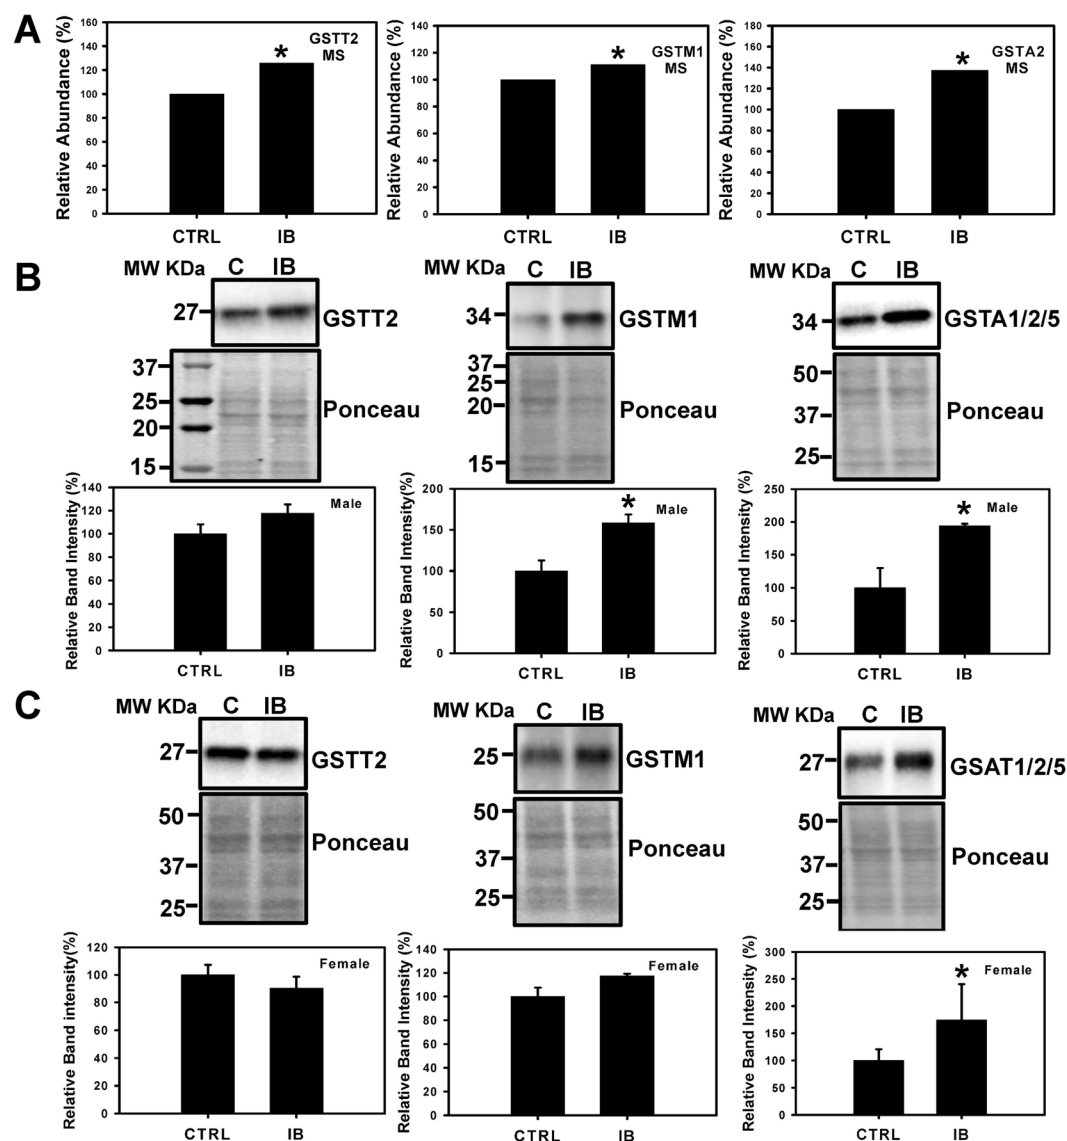 A
Relative Abundance (%)
160
140
120
100
80
60
40
20
0
GSTT2
MS
*
CTRL IB
Relative Abundance (%)
140
120
100
80
60
40
20
0
GSTM1
MS
*
CTRL IB
Relative Abundance (%)
180
160
140
120
100
80
60
40
20
0
GSTA2
MS
*
CTRL IB
B
MW KDa C IB
27
GSTT2
37
25
20
15
Ponceau
Relative Band Intensity (%)
140
120
100
80
60
40
20
0
Male
CTRL IB
MW KDa C IB
34
GSTM1
37
25
20
15
Ponceau
Relative Band Intensity(%)
200
150
100
50
0
*
Male
CTRL IB
MW KDa C IB
34
GSTA1/2/5
50
37
25
Ponceau
Relative Band Intensity (%)
250
200
150
100
50
0
*
Male
CTRL IB
C
MW KDa C IB
27
GSTT2
50
37
25
Ponceau
Relative Band intensity(%)
120
100
80
60
40
20
0
Female
CTRL IB
MW KDa C IB
25
GSTM1
50
37
25
Ponceau
Relative Band Intensity(%)
140
120
100
80
60
40
20
0
Female
CTRL IB
MW KDa C IB
27
GSAT1/2/5
50
37
25
Ponceau
Relative Band Intensity (%)
300
250
200
150
100
50
0
*
Female
CTRL IB